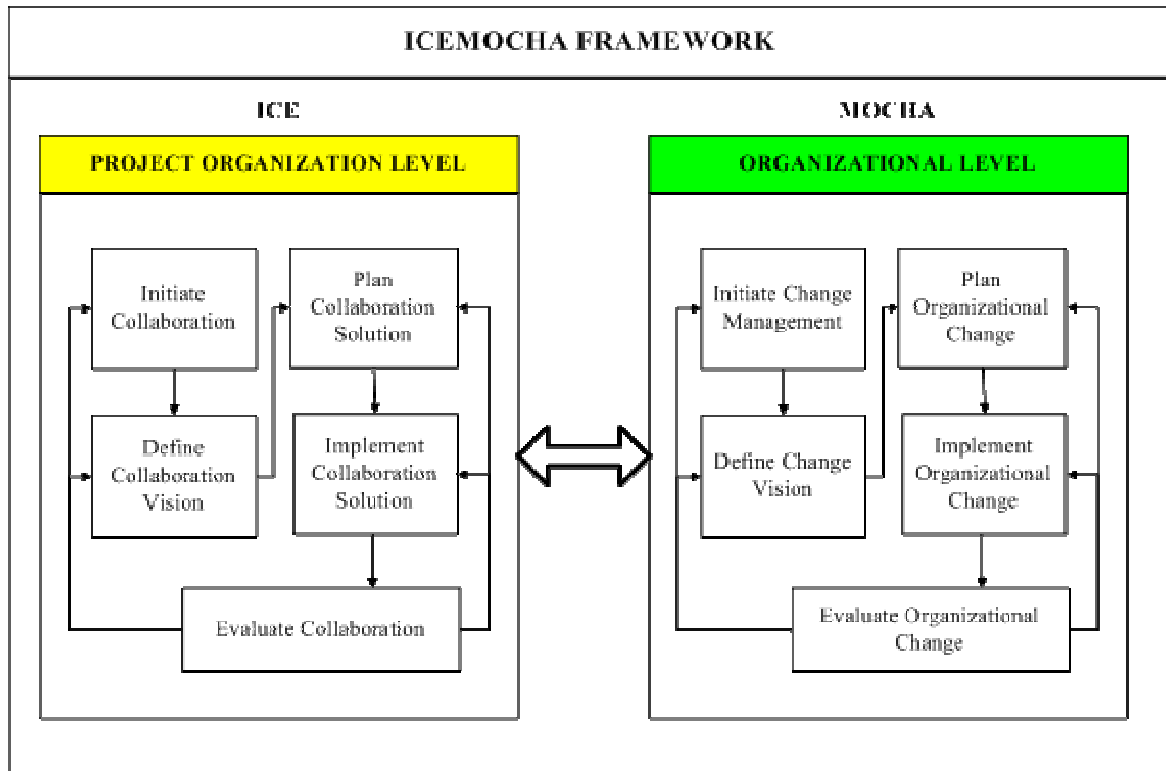 ICEMOCHA FRAMEWORK
ICE
PROJECT ORGANIZATION LEVEL
Initiate
Collaboration
Plan
Collaboration
Solution
Define
Collaboration
Vision
Implement
Collaboration
Solution
Evaluate Collaboration
MOCHA
ORGANIZATIONAL LEVEL
Initiate Change
Management
Plan
Organizational
Change
Define Change
Vision
Implement
Organizational
Change
Evaluate Organizational
Change